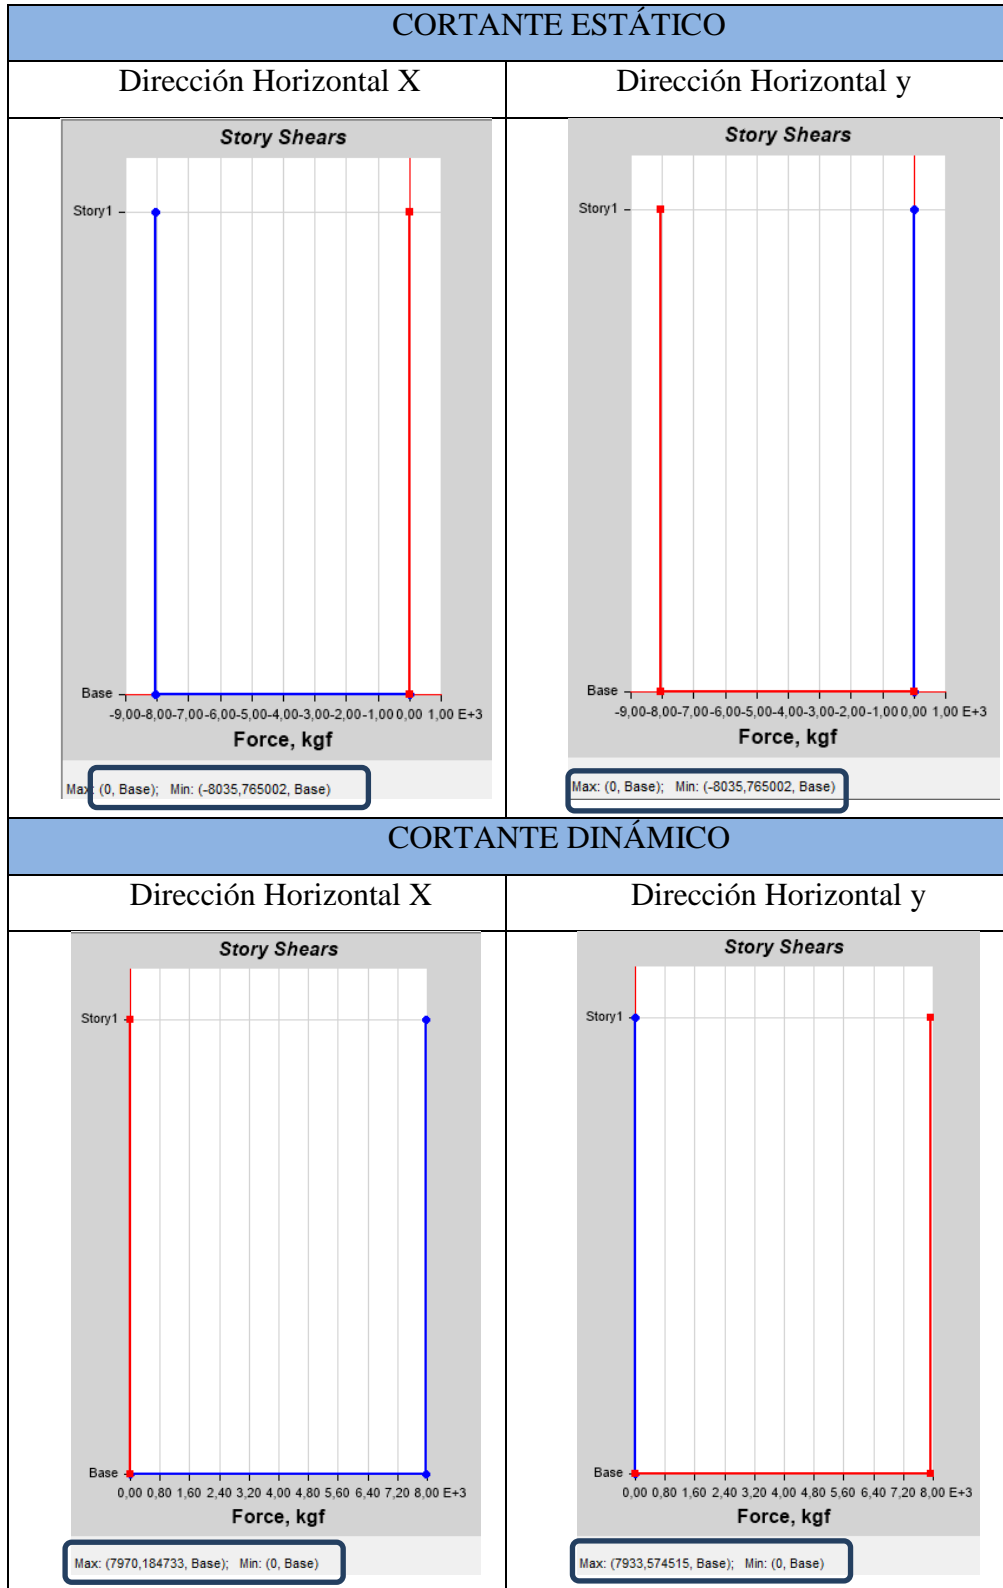 CORTANTE ESTÁTICO
Dirección Horizontal X
Dirección Horizontal y
Story Shears
Story1
Base
-9,00 -8,00 -7,00 -6,00 -5,00 -4,00 -3,00 -2,00 -1,00 0,00 1,00 E+3
Force, kgf
Max: (0, Base); Min: (-8035,765002, Base)
Story Shears
Story1
Base
-9,00 -8,00 -7,00 -6,00 -5,00 -4,00 -3,00 -2,00 -1,00 0,00 1,00 E+3
Force, kgf
Max: (0, Base); Min: (-8035,765002, Base)
CORTANTE DINÁMICO
Dirección Horizontal X
Dirección Horizontal y
Story Shears
Story1
Base
0,00 0,80 1,60 2,40 3,20 4,00 4,80 5,60 6,40 7,20 8,00 E+3
Force, kgf
Max: (7970,184733, Base); Min: (0, Base)
Story Shears
Story1
Base
0,00 0,80 1,60 2,40 3,20 4,00 4,80 5,60 6,40 7,20 8,00 E+3
Force, kgf
Max: (7933,574515, Base); Min: (0, Base)